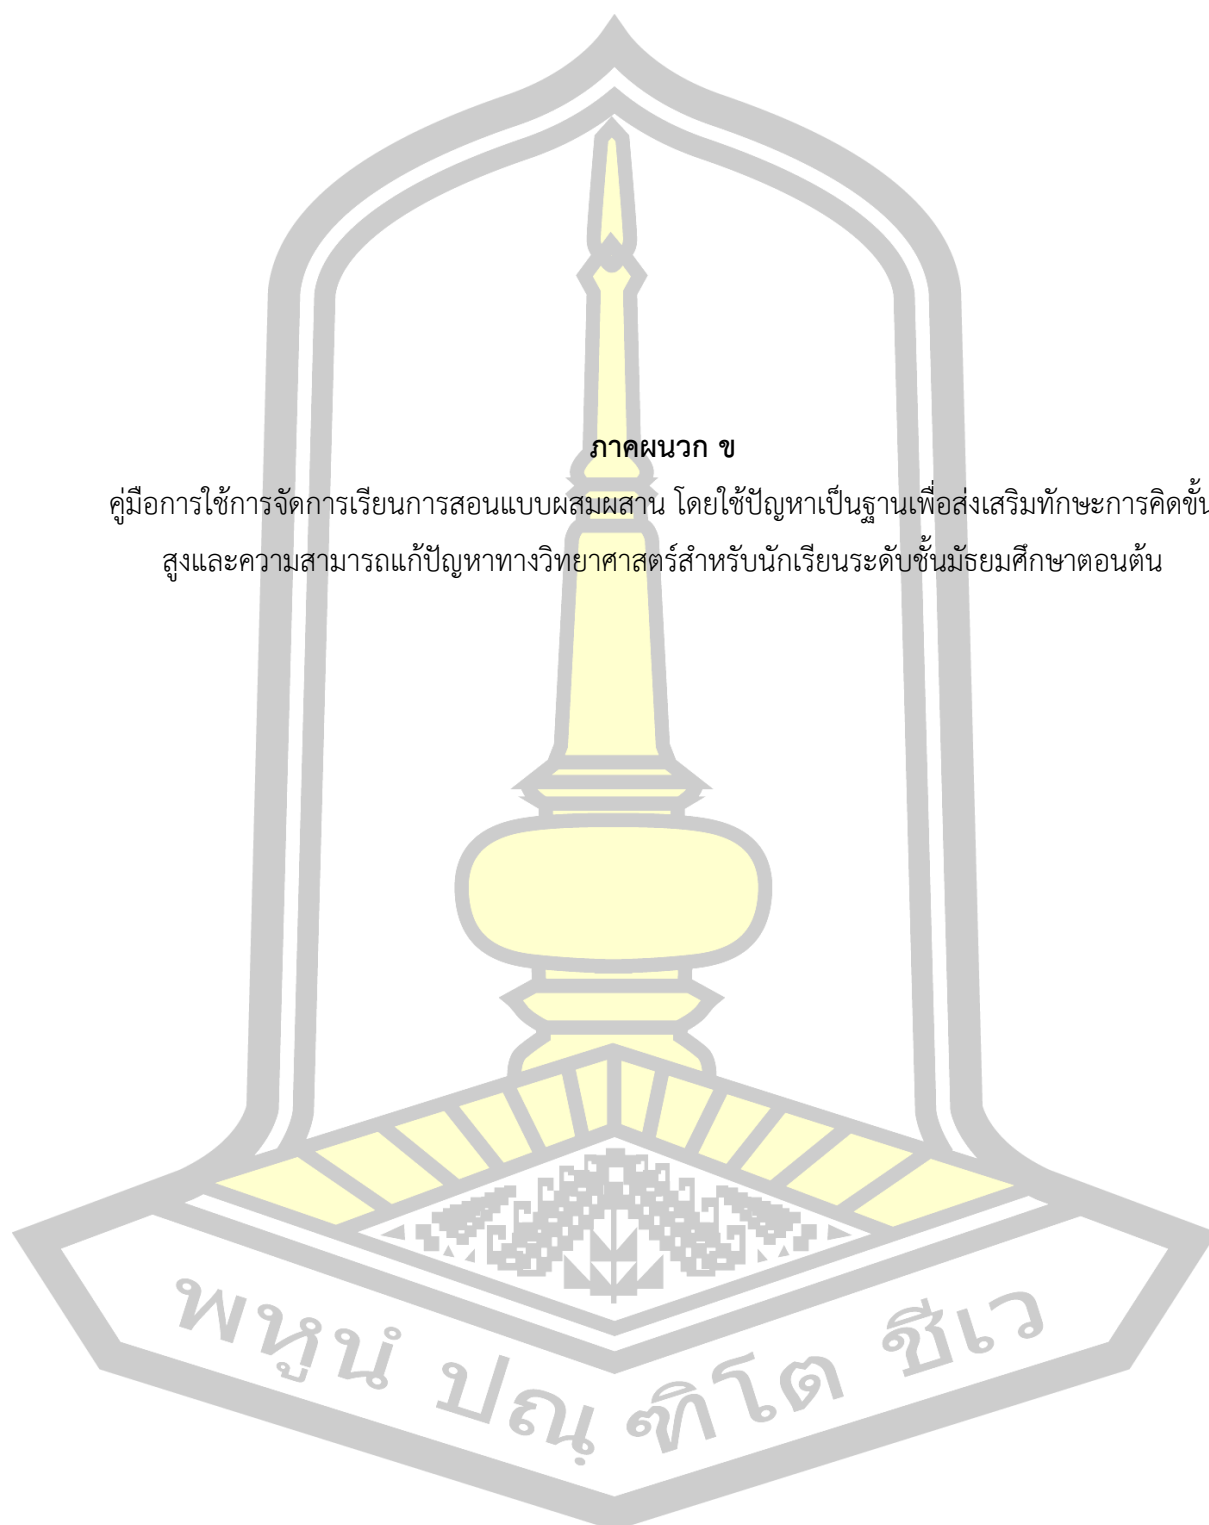 ภาคผนวก ข
คู่มือการใช้การจัดการเรียนการสอนแบบผสมผสาน โดยใช้ปัญหาเป็นฐานเพื่อส่งเสริมทักษะการคิดขั้น
สูงและความสามารถแก้ปัญหาทางวิทยาศาสตร์สำหรับนักเรียนระดับชั้นมัธยมศึกษาตอนต้น
พหูนํ ปณฺฑิโต ชีเว